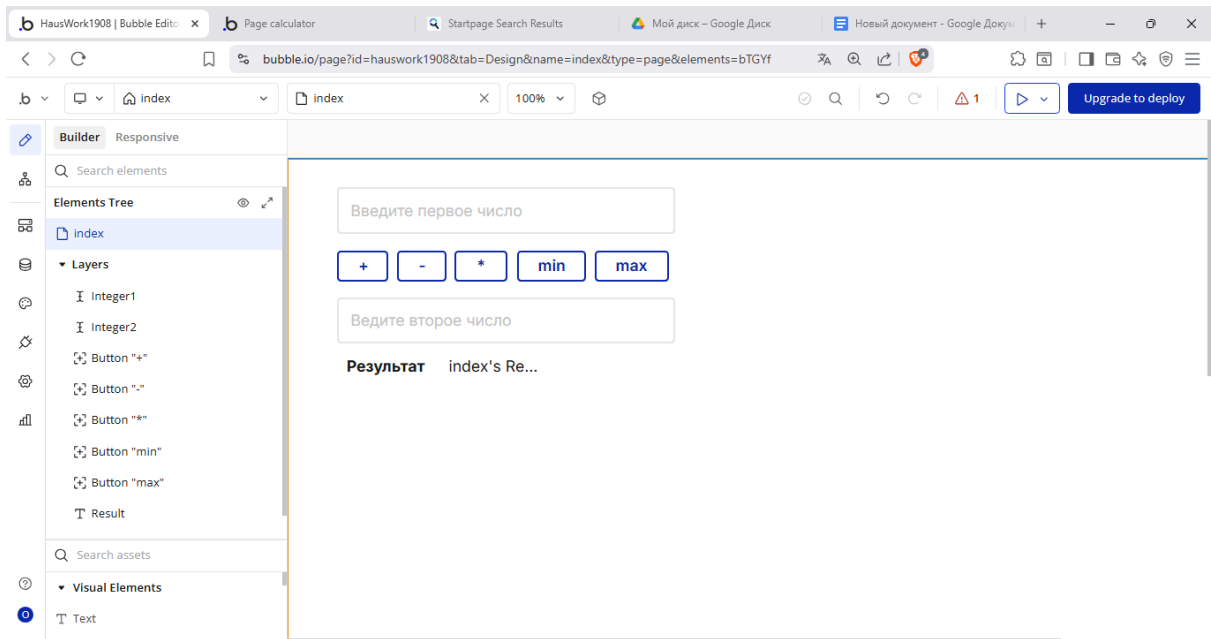 HausWork1908 | Bubble Edito
Page calculator
Startpage Search Results
Мой диск – Google Диск
Новый документ - Google Докум
bubble.io/page?id=hauswork1908&tab=Design&name=index&type=page&elements=bTGYf
4
.b
index
index
100%
1
Upgrade to deploy
Builder Responsive
Search elements
Elements Tree
index
Layers
Integer1
Integer2
Button "+"
Button "-"
Button "*"
Button "min"
Button "max"
Result
Search assets
Visual Elements
Text
O
Введите первое число
+ - * min max
Ведите второе число
Результат index's Re...